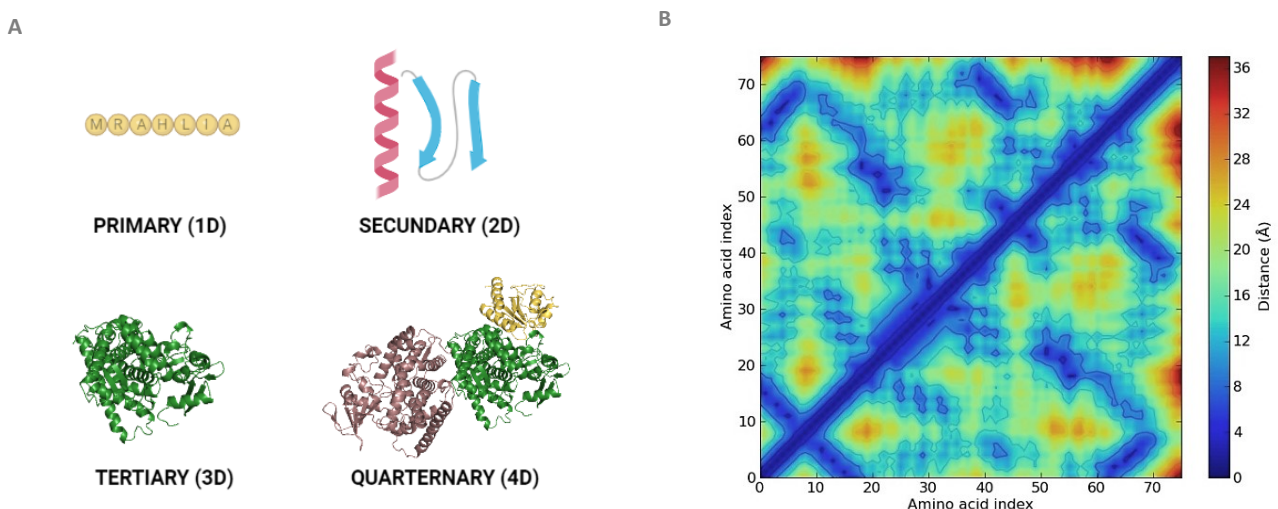 A
M R A H L I A
PRIMARY (1D)
SECUNDARY (2D)
TERTIARY (3D)
QUARTERNARY (4D)
B
Amino acid index
70
60
50
40
30
20
10
0
0 10 20 30 40 50 60 70
Amino acid index
36
32
28
24
20
16
12
8
4
0
Distance (Å)